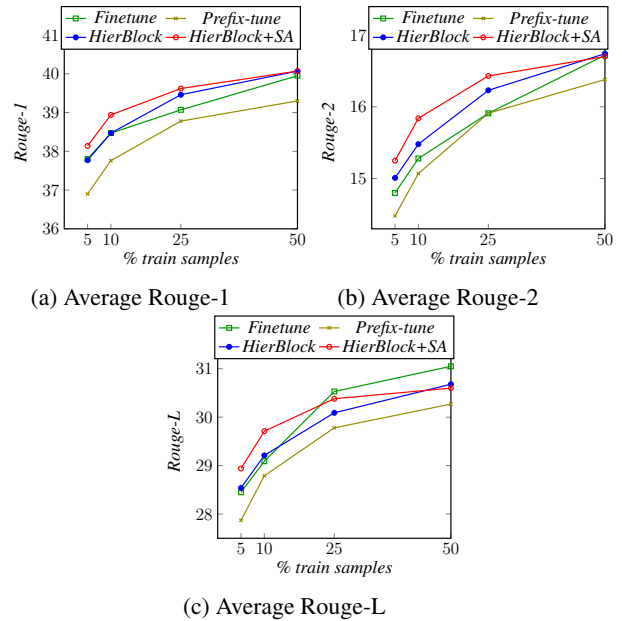 Finetune Prefix-tune
HierBlock HierBlock+SA
41
40
39
38
37
36
5 10 25 50
Rouge-1
% train samples
(a) Average Rouge-1
Finetune Prefix-tune
HierBlock HierBlock+SA
17
16
15
5 10 25 50
Rouge-2
% train samples
(b) Average Rouge-2
Finetune Prefix-tune
HierBlock HierBlock+SA
31
30
29
28
5 10 25 50
Rouge-L
% train samples
(c) Average Rouge-L